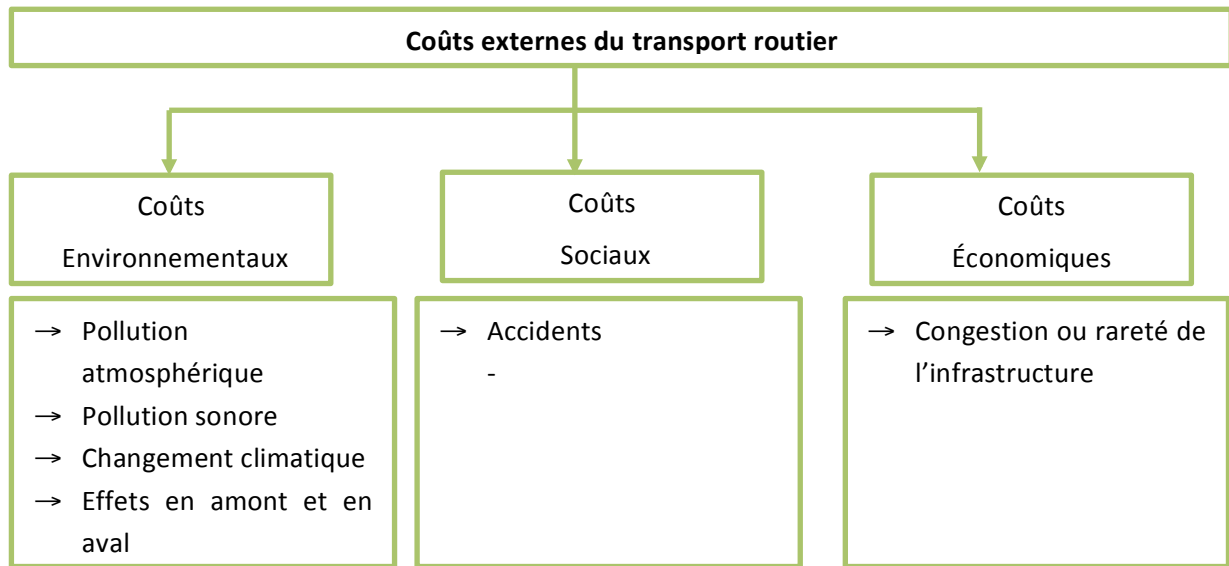 Coûts externes du transport routier
Coûts
Environnementaux
Coûts
Sociaux
Coûts
Économiques
→ Pollution
atmosphérique
→ Pollution sonore
→ Changement climatique
→ Effets en amont et en
aval
→ Accidents
-
→ Congestion ou rareté de
l’infrastructure